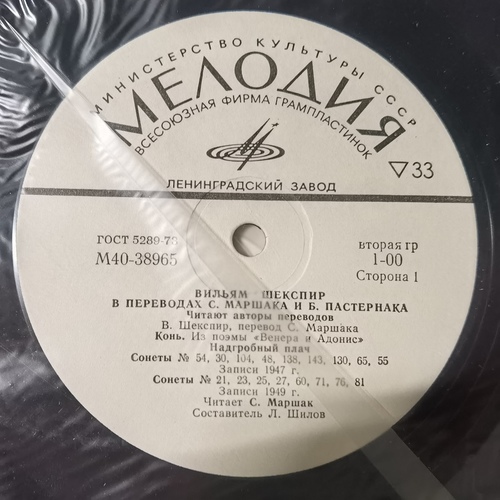 МИНИСТЕРСТВО КУЛЬТУРЫ СССР
МЕЛОДИЯ
ВСЕСОЮЗНАЯ ФИРМА ГРАМПЛАСТИНОК
▽33
ЛЕНИНГРАДСКИЙ ЗАВОД
ГОСТ 5289-73
вторая гр
М40-38965
1-00
Сторона 1
ВИЛЬЯМ ШЕКСПИР
В ПЕРЕВОДАХ С. МАРШАКА И Б. ПАСТЕРНАКА
Читают авторы переводов
В. Шекспир, перевод С. Маршака
Конь. Из поэмы «Венера и Адонис»
Надгробный плач
Сонеты № 54, 30, 104, 48, 138, 143, 130, 65, 55
Записи 1947 г.
Сонеты № 21, 23, 25, 27, 60, 71, 76, 81
Записи 1949 г.
Читает С. Маршак
Составитель Л. Шилов